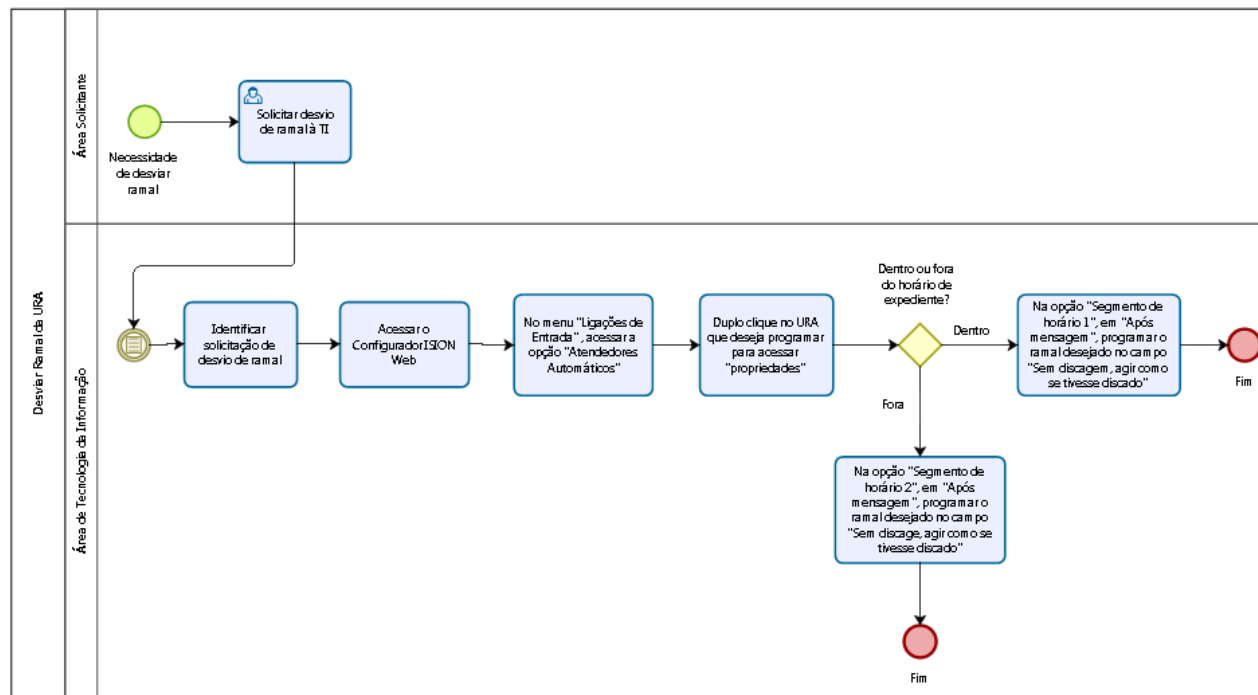 Desviar Ramal da URA
Área Solicitante
Necessidade
de desviar
ramal
Solicitar desvio
de ramal à TI
Área de Tecnologia da Informação
Identificar
solicitação de
desvio de ramal
Acessar o
Configurador ISION
Web
No menu "Ligações de
Entrada", acessar a
opção "Atendedores
Automáticos"
Duplo clique no URA
que deseja programar
para acessar
"propriedades"
Dentro ou fora
do horário de
expediente?
Dentro
Na opção "Segmento de
horário 1", em "Após
mensagem", programar o
ramal desejado no campo
"Sem discagem, agir como
se tivesse discado"
Fim
Fora
Na opção "Segmento de
horário 2", em "Após
mensagem", programar o
ramal desejado no campo
"Sem discage, agir como se
tivesse discado"
Fim